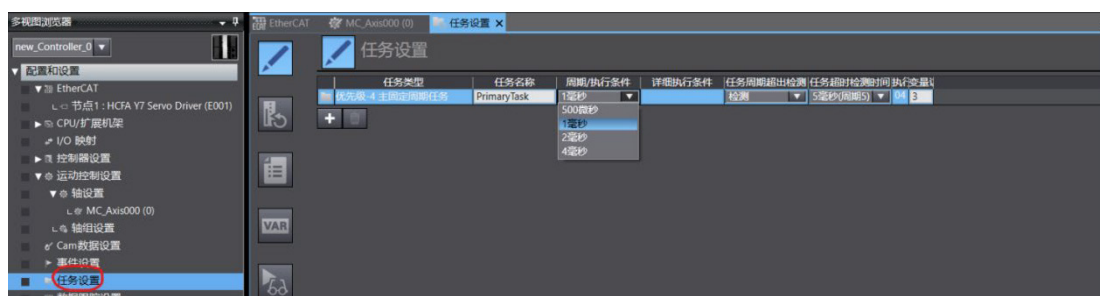 多视图浏览器
new_Controller_0
配置和设置
EtherCAT
节点1 : HCFA Y7 Servo Driver (E001)
CPU/扩展机架
I/O 映射
控制器设置
运动控制设置
轴设置
MC_Axis000 (0)
轴组设置
Cam数据设置
事件设置
任务设置
EtherCAT MC_Axis000 (0) 任务设置
任务设置
任务类型 任务名称 周期/执行条件 详细执行条件 任务周期超出检测 任务超时检测时间
优先级-4 主固定周期任务 PrimaryTask 1毫秒 检测 5毫秒(周期5) 04 3
500微秒
1毫秒
2毫秒
4毫秒
VAR